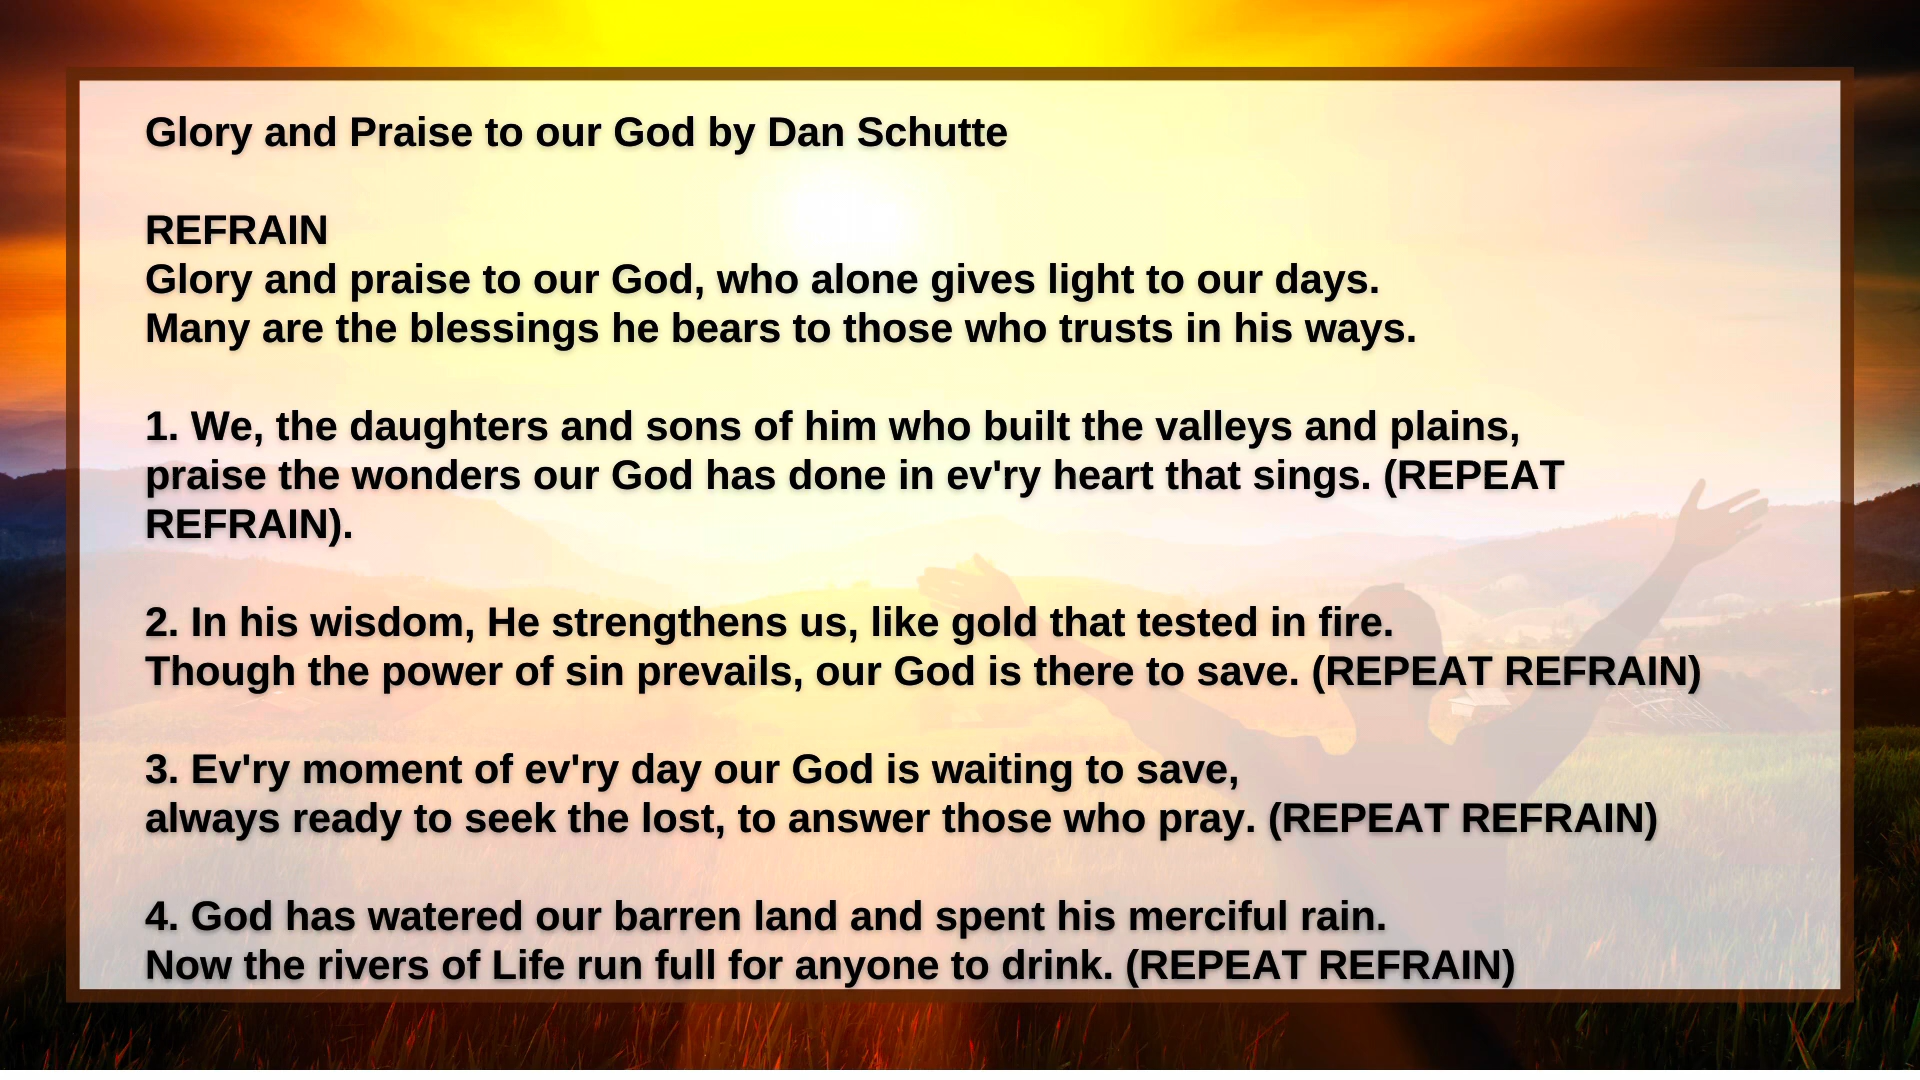 Glory and Praise to our God by Dan Schutte
REFRAIN
Glory and praise to our God, who alone gives light to our days.
Many are the blessings he bears to those who trusts in his ways.
1. We, the daughters and sons of him who built the valleys and plains,
praise the wonders our God has done in ev'ry heart that sings. (REPEAT
REFRAIN).
2. In his wisdom, He strengthens us, like gold that tested in fire.
Though the power of sin prevails, our God is there to save. (REPEAT REFRAIN)
3. Ev'ry moment of ev'ry day our God is waiting to save,
always ready to seek the lost, to answer those who pray. (REPEAT REFRAIN)
4. God has watered our barren land and spent his merciful rain.
Now the rivers of Life run full for anyone to drink. (REPEAT REFRAIN)